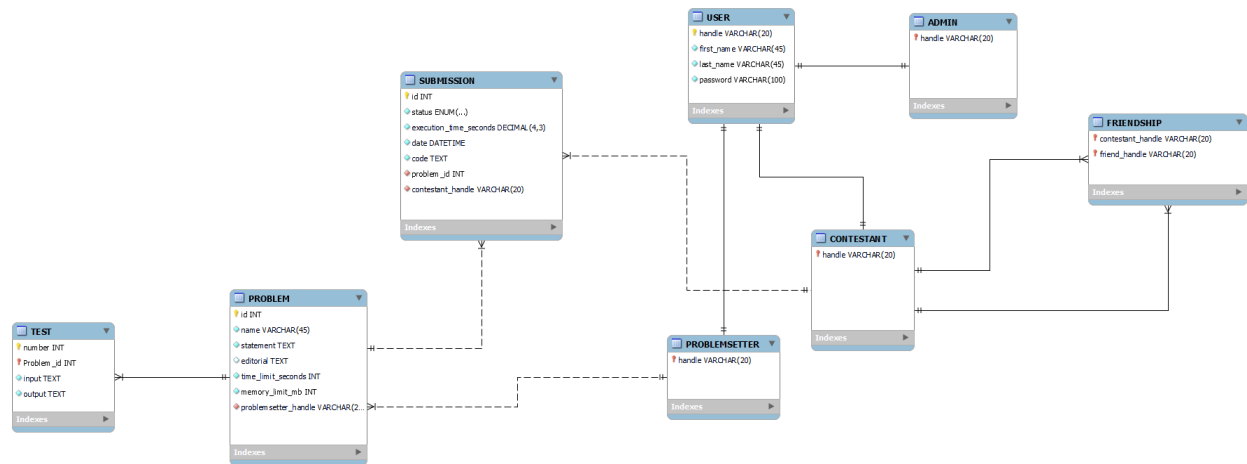 USER
handle VARCHAR(20)
first_name VARCHAR(45)
last_name VARCHAR(45)
password VARCHAR(100)
Indexes
ADMIN
handle VARCHAR(20)
Indexes
SUBMISSION
id INT
status ENUM(...)
execution_time_seconds DECIMAL(4,3)
date DATETIME
code TEXT
problem_id INT
contestant_handle VARCHAR(20)
Indexes
FRIENDSHIP
contestant_handle VARCHAR(20)
friend_handle VARCHAR(20)
Indexes
CONTESTANT
handle VARCHAR(20)
Indexes
PROBLEM
id INT
name VARCHAR(45)
statement TEXT
editorial TEXT
time_limit_seconds INT
memory_limit_mb INT
problemsetter_handle VARCHAR(2...
Indexes
TEST
number INT
Problem_id INT
input TEXT
output TEXT
Indexes
PROBLEMSETTER
handle VARCHAR(20)
Indexes